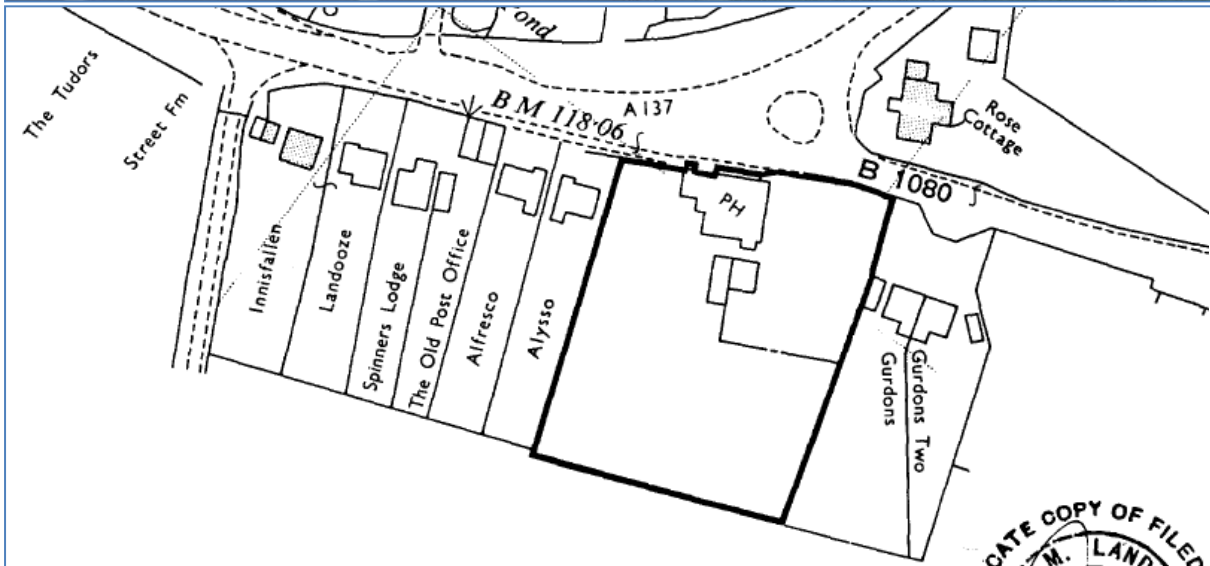 ond
The Tudors
Street Fm
BM 118·06
A 137
Rose
Cottage
B 1080
PH
Innisfallen
Landooze
Spinners Lodge
The Old Post Office
Alfresco
Alysso
Gurdons
Gurdons Two
CATE COPY OF FILED
M. LAND